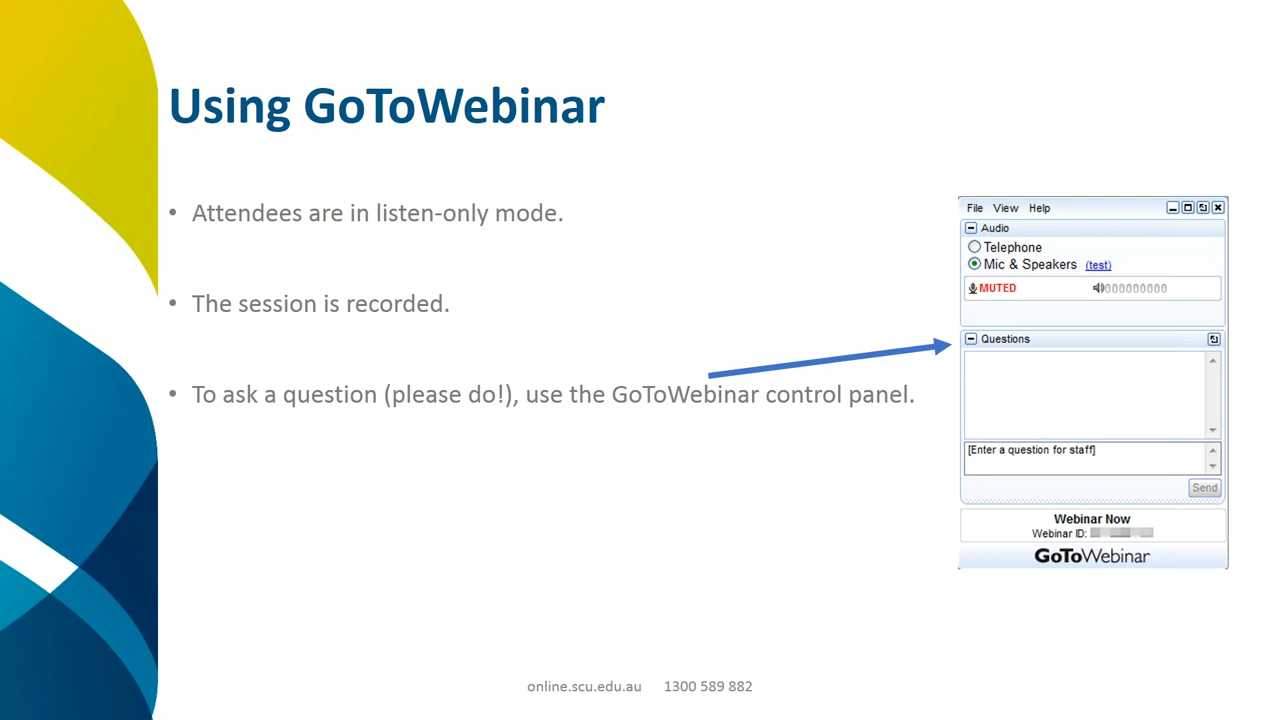 Using GoToWebinar
• Attendees are in listen-only mode.
• The session is recorded.
• To ask a question (please do!), use the GoToWebinar control panel.
File View Help
Audio
Telephone
Mic & Speakers (test)
MUTED
Questions
[Enter a question for staff]
Send
Webinar Now
Webinar ID:
GoToWebinar
online.scu.edu.au 1300 589 882